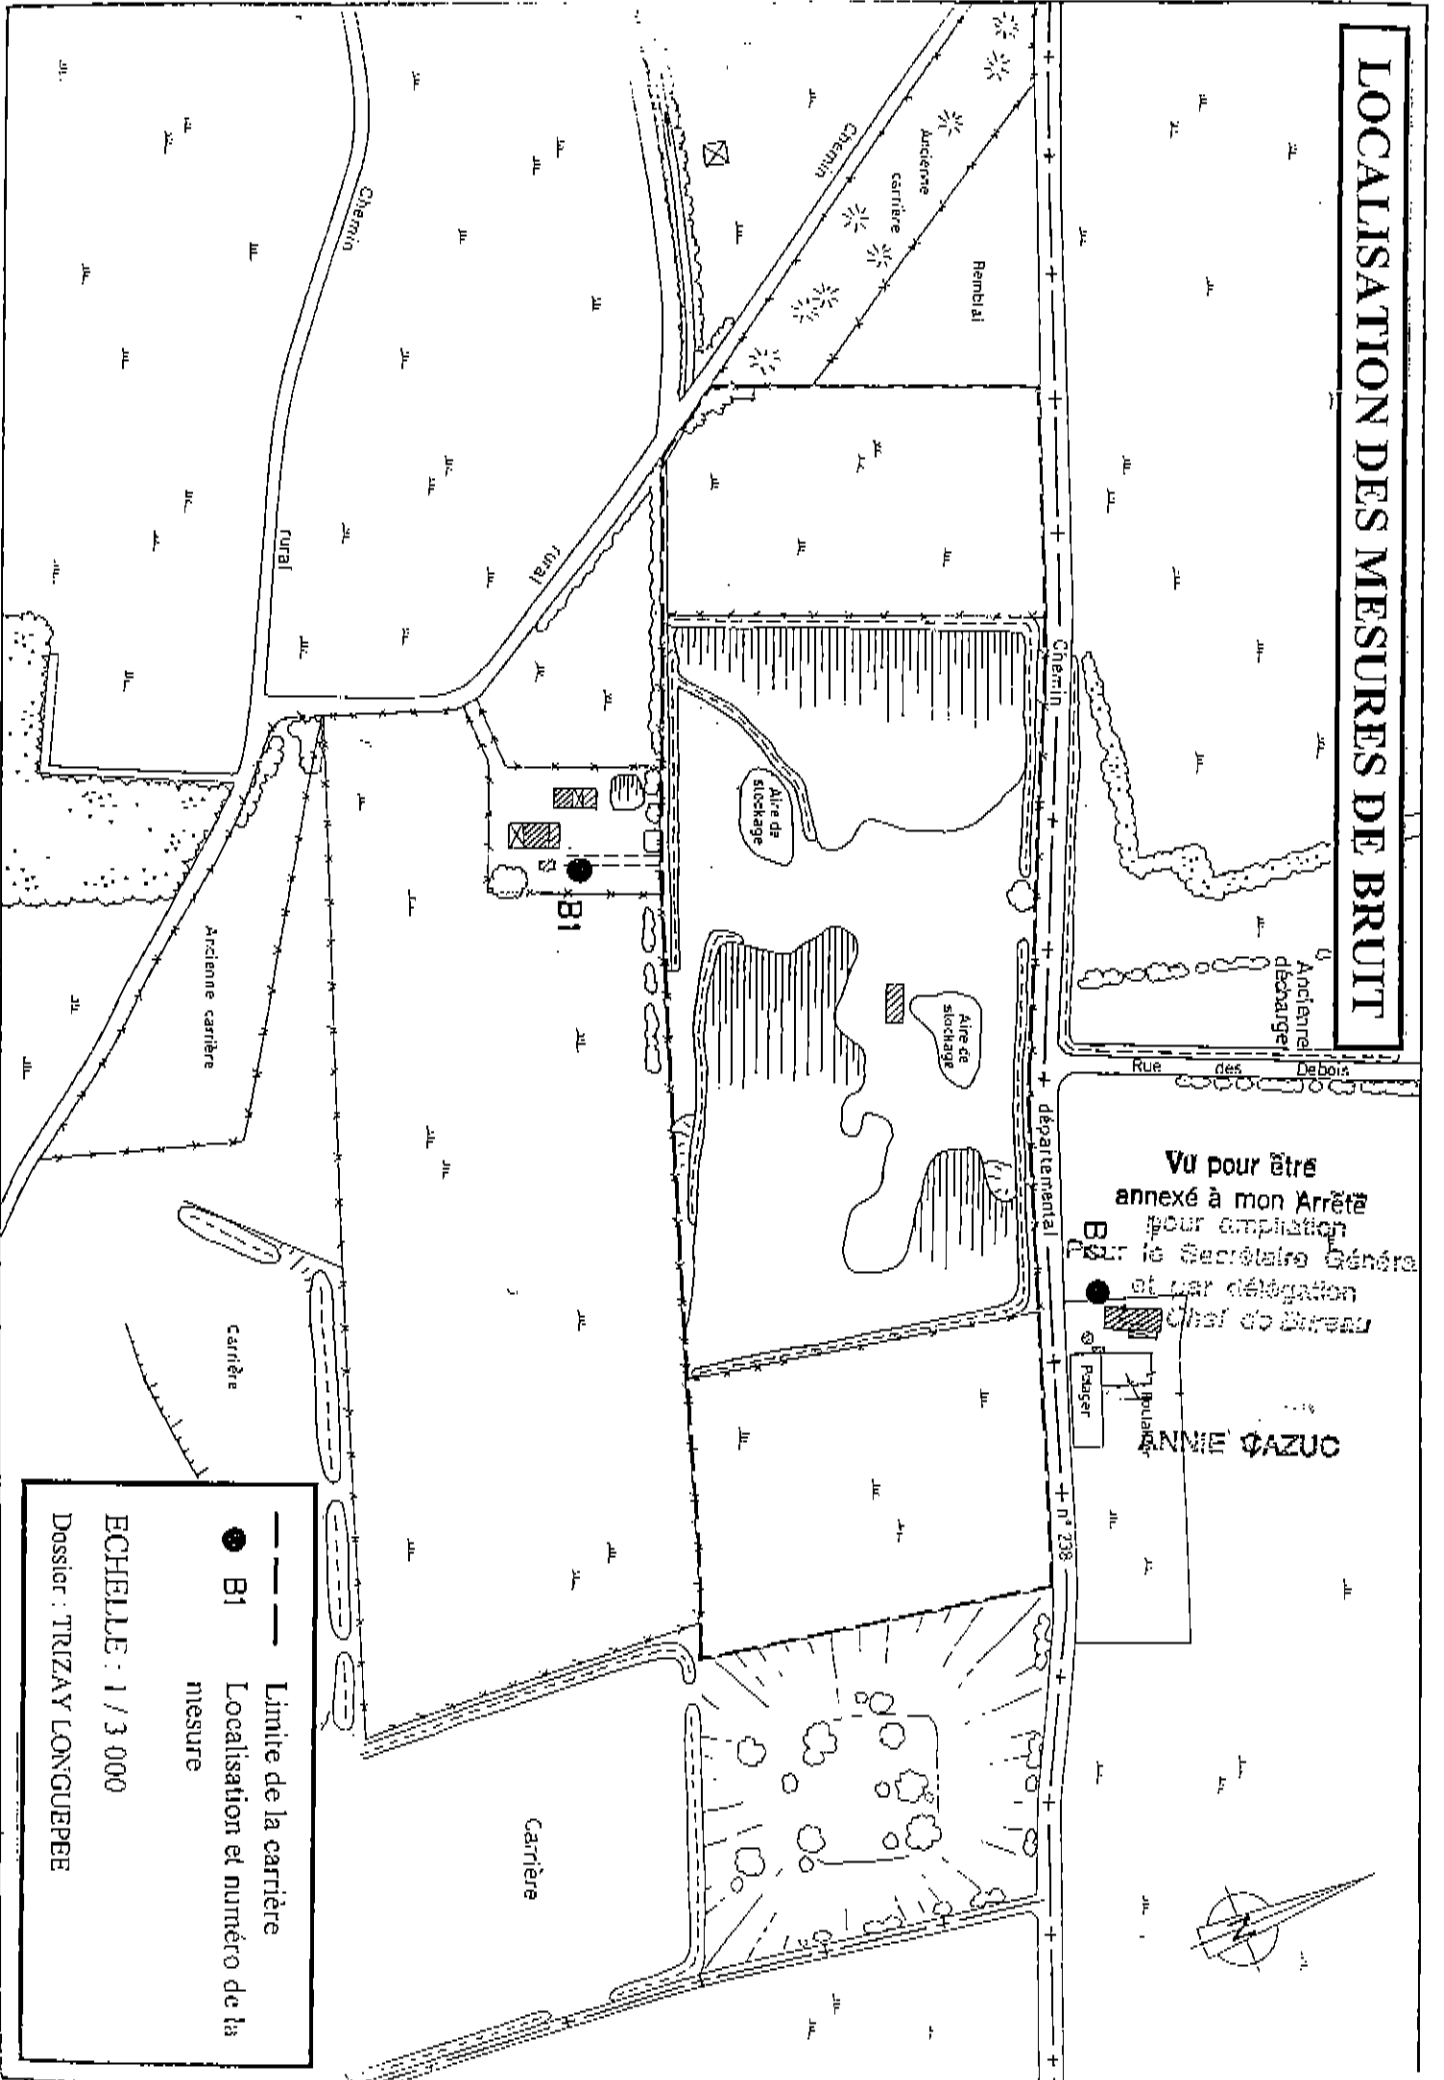 LOCALISATION DES MESURES DE BRUIT
Chemin
Ancienne
carrière
Remblai
Chemin
rural
rural
Chemin
Aire de
stockage
Aire de
stockage
B1
Ancienne
décharge
Rue des Debois
départemental
Vu pour être
annexé à mon Arrêté
pour ampliation
Pour le Secrétaire Généra
et par délégation
Chef de Bureau
ANNIE CAZUC
Potager
n° 238
Ancienne carrière
Carrière
Carrière
Limite de la carrière
B1 Localisation et numéro de la
mesure
ECHELLE : 1 / 3 000
Dossier : TRIZAY LONGUEPEE
N